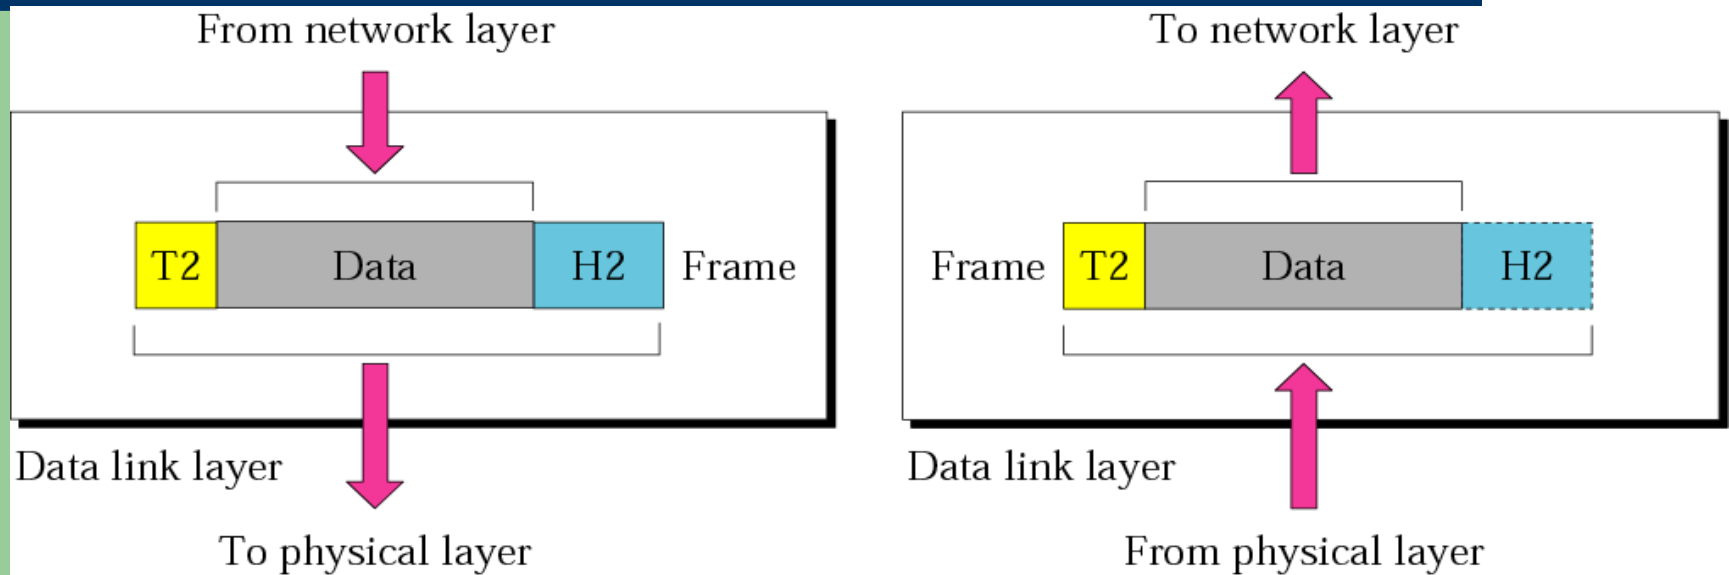 From network layer
To network layer
T2 Data H2 Frame
Frame T2 Data H2
Data link layer
Data link layer
To physical layer
From physical layer